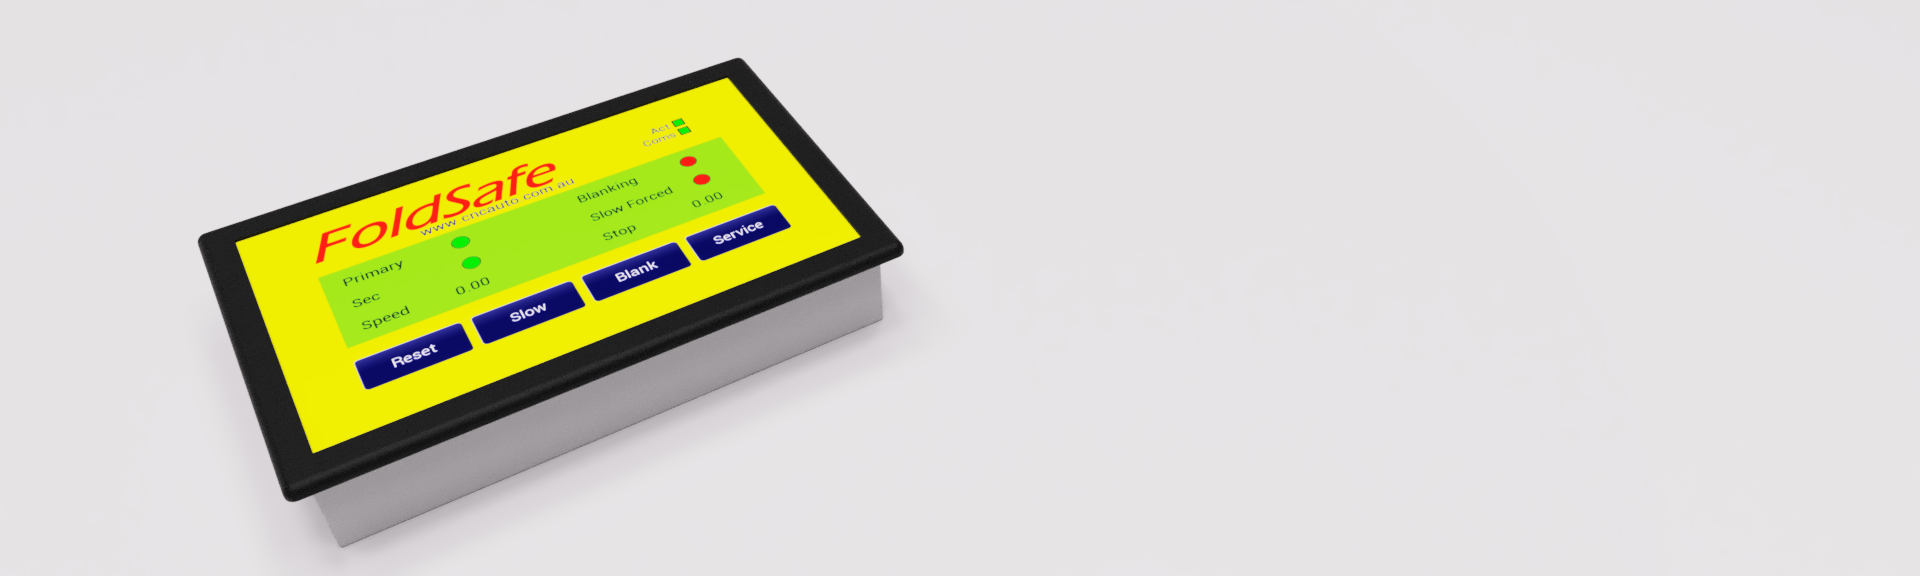 Act
Coms
FoldSafe
www.cncauto.com.au
Primary
Sec
Speed 0.00
Blanking
Slow Forced
Stop 0.00
Reset
Slow
Blank
Service